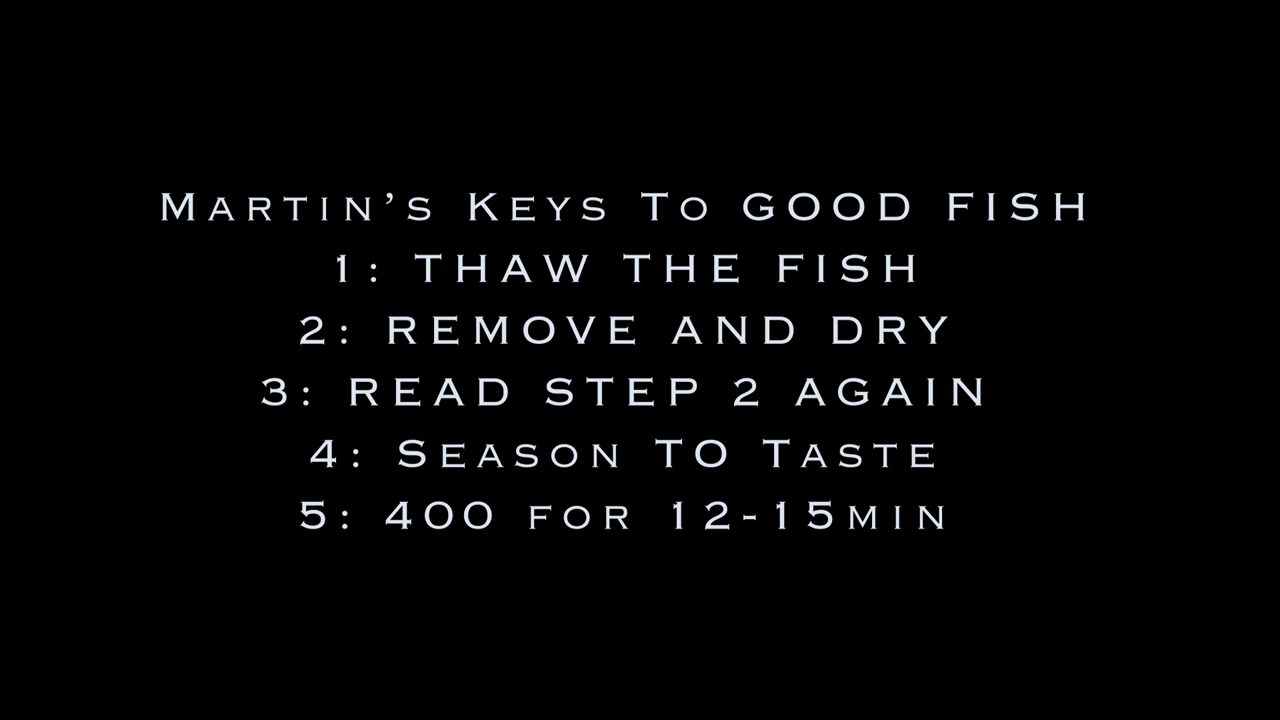 Martin’s Keys To GOOD FISH
1: THAW THE FISH
2: REMOVE AND DRY
3: READ STEP 2 AGAIN
4: Season TO Taste
5: 400 for 12-15min